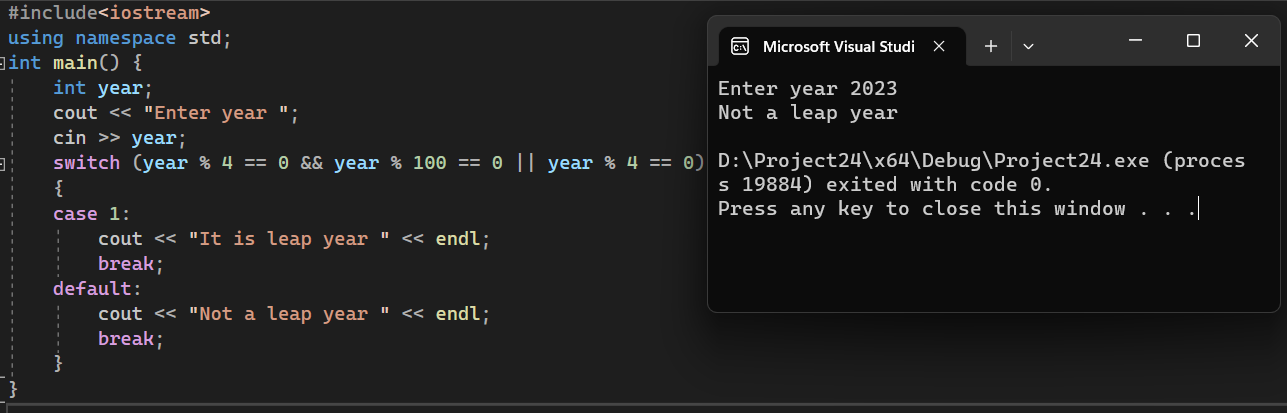 #include<iostream>
using namespace std;
int main() {
    int year;
    cout << "Enter year ";
    cin >> year;
    switch (year % 4 == 0 && year % 100 == 0 || year % 4 == 0)
    {
    case 1:
        cout << "It is leap year " << endl;
        break;
    default:
        cout << "Not a leap year " << endl;
        break;
    }
}
Microsoft Visual Studi
Enter year 2023
Not a leap year

D:\Project24\x64\Debug\Project24.exe (proces
s 19884) exited with code 0.
Press any key to close this window . . .